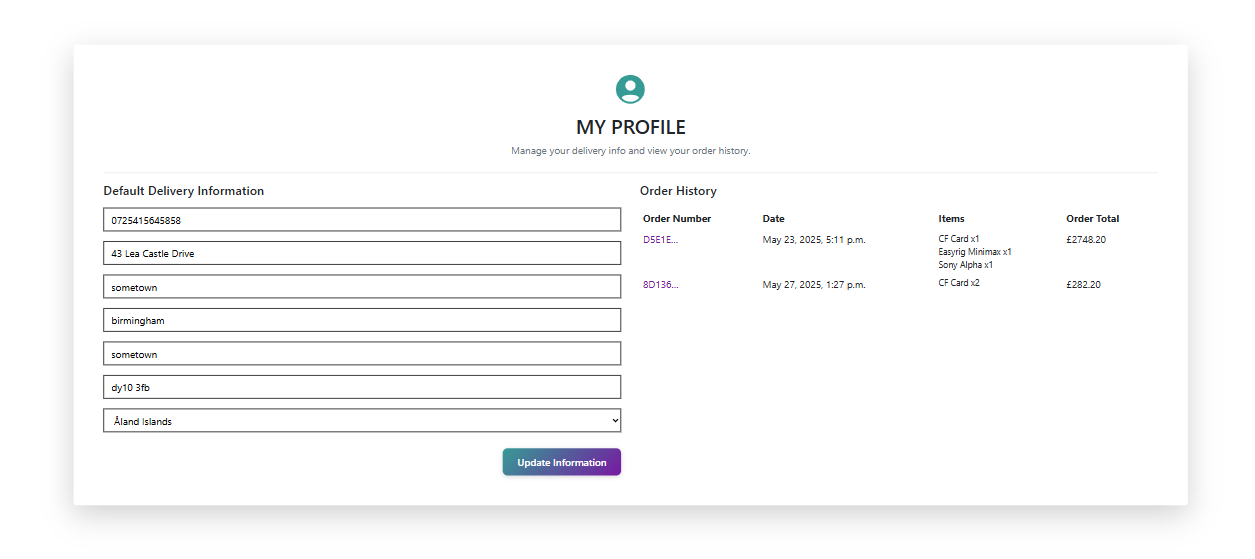 MY PROFILE
Manage your delivery info and view your order history.
Default Delivery Information
0725415645858
43 Lea Castle Drive
sometown
birmingham
sometown
dy10 3fb
Åland Islands
Update Information
Order History
Order Number Date Items Order Total
D5E1E... May 23, 2025, 5:11 p.m. CF Card x1 £2748.20
Easyrig Minimax x1
Sony Alpha x1
8D136... May 27, 2025, 1:27 p.m. CF Card x2 £282.20